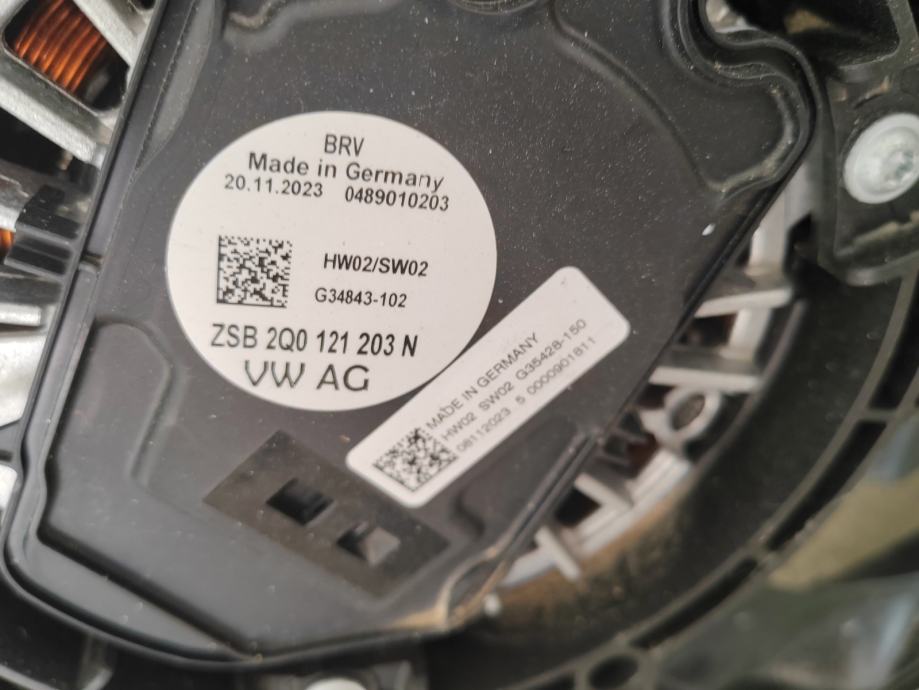 BRV
Made in Germany
20.11.2023 0489010203
HW02/SW02
G34843-102
ZSB 2Q0 121 203 N
VW AG
MADE IN GERMANY
HW02 SW02 G35428-150
08112023 5 0000901811